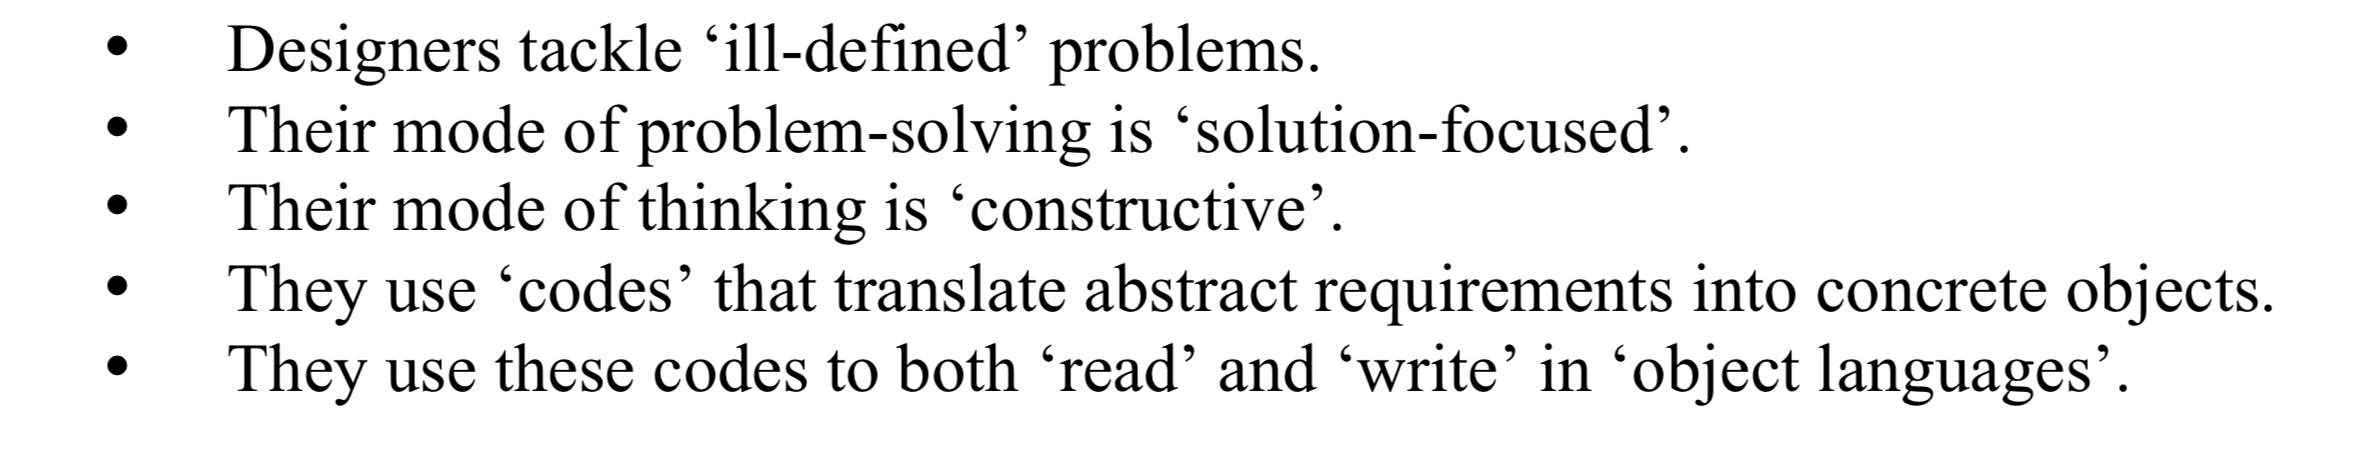 • Designers tackle ‘ill-defined’ problems.
• Their mode of problem-solving is ‘solution-focused’.
• Their mode of thinking is ‘constructive’.
• They use ‘codes’ that translate abstract requirements into concrete objects.
• They use these codes to both ‘read’ and ‘write’ in ‘object languages’.